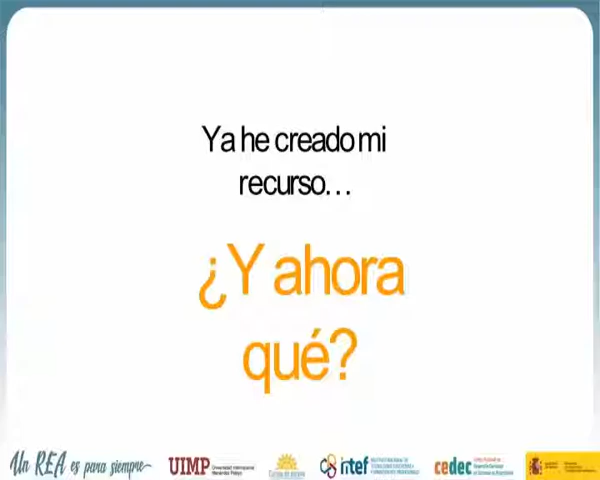 Ya he creado mi
recurso...
¿Y ahora
qué?
Un REA es para siempre
UIMP
intef
cedec